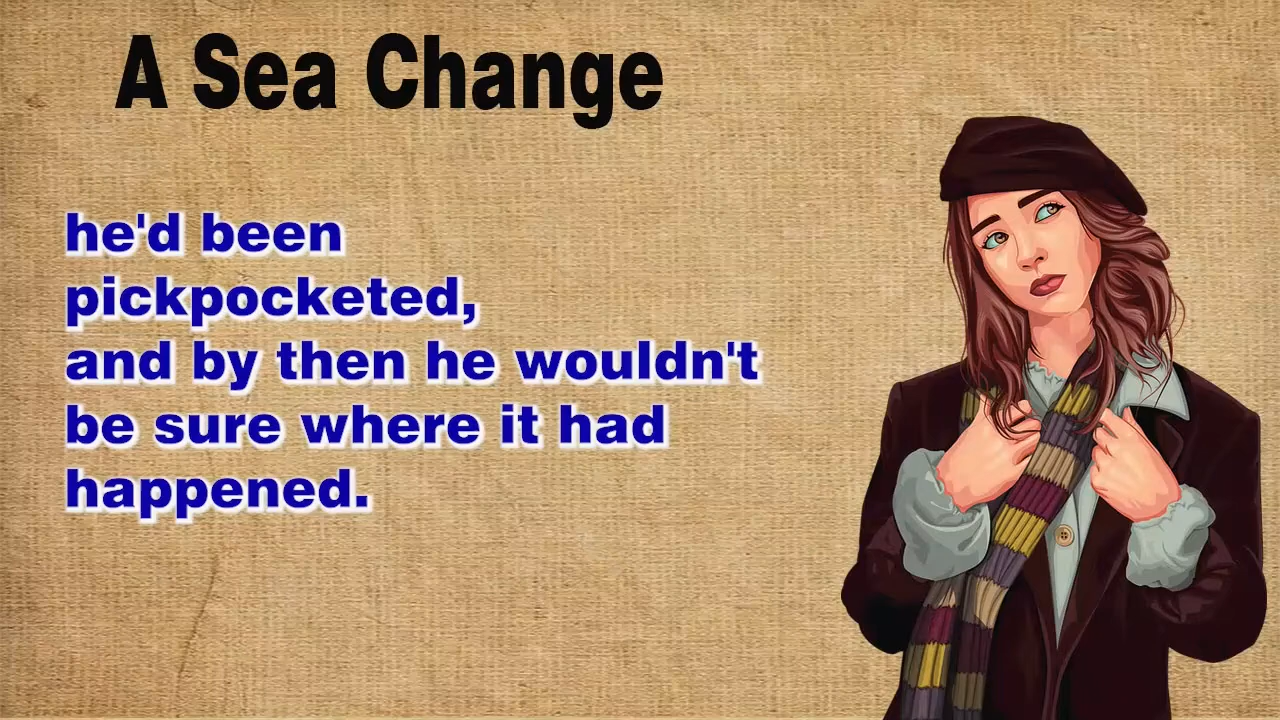 A Sea Change
he'd been
pickpocketed,
and by then he wouldn't
be sure where it had
happened.